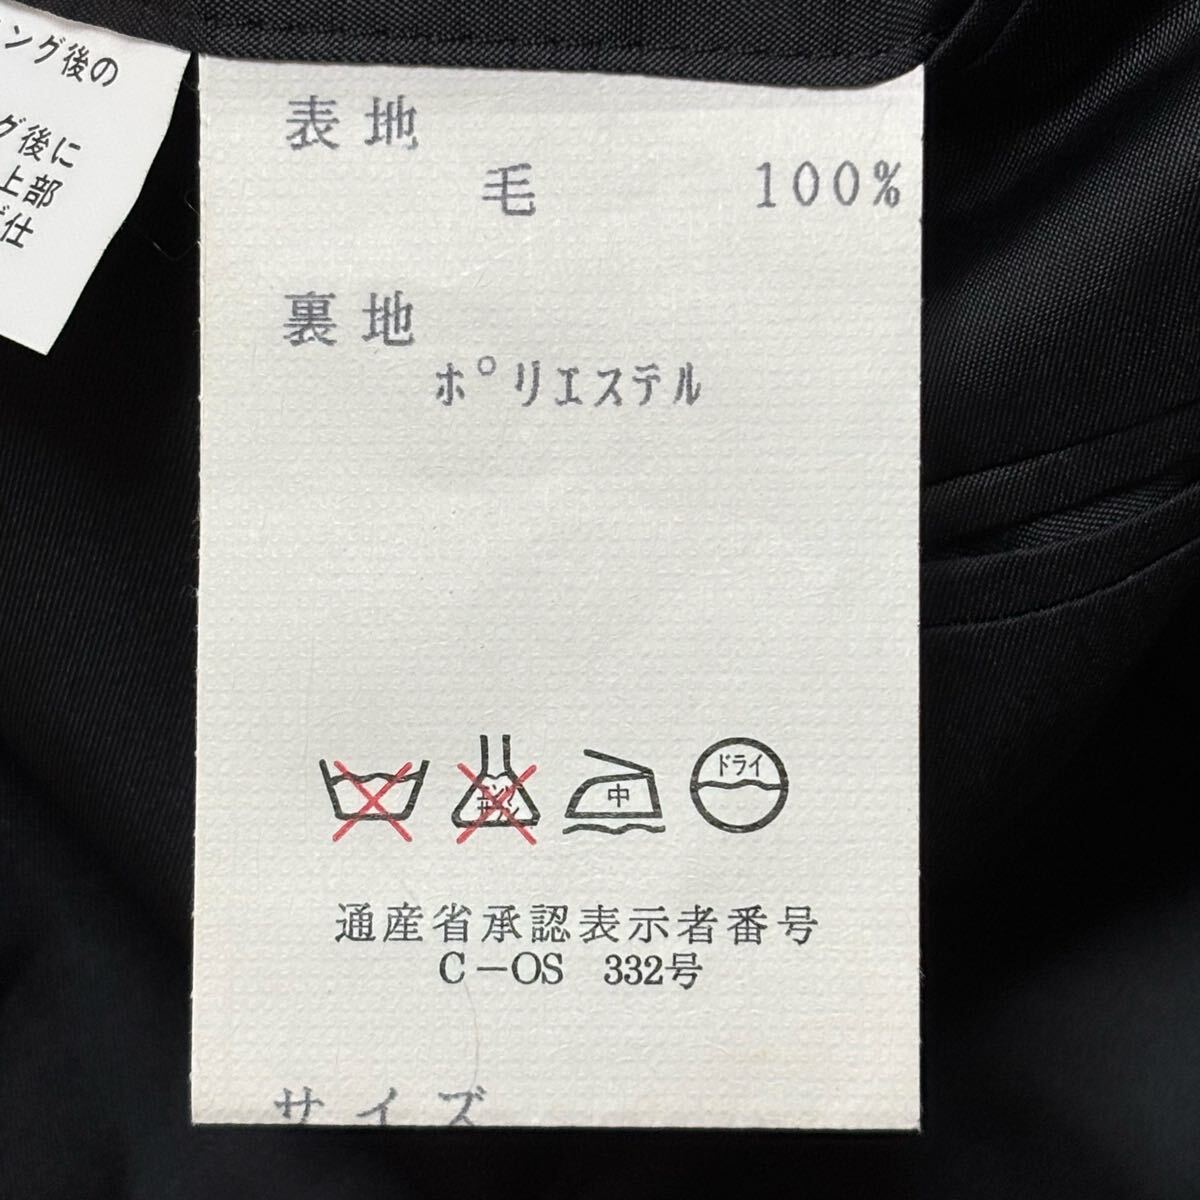 ング後の
グ後に
上部
仕
表地
毛 100%
裏地
ポリエステル
中
ドライ
通産省承認表示者番号
C-OS 332号
サイズ